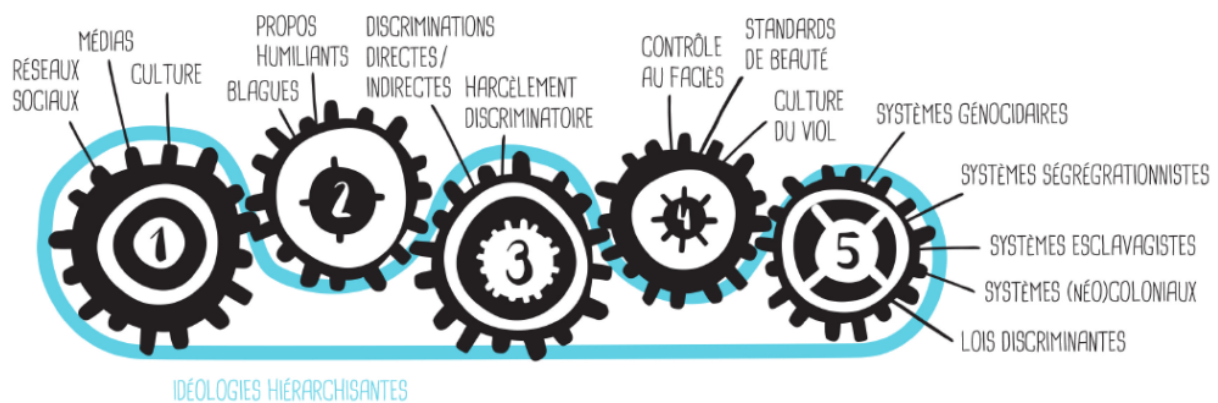 RÉSEAUX
SOCIAUX
MÉDIAS
CULTURE
BLAGUES
PROPOS
HUMILIANTS
DISCRIMINATIONS
DIRECTES/
INDIRECTES
HARCÈLEMENT
DISCRIMINATOIRE
CONTRÔLE
AU FACIÈS
STANDARDS
DE BEAUTÉ
CULTURE
DU VIOL
SYSTÈMES GÉNOCIDAIRES
SYSTÈMES SÉGRÉGRATIONNISTES
SYSTÈMES ESCLAVAGISTES
SYSTÈMES (NÉO)COLONIAUX
LOIS DISCRIMINANTES
1
2
3
4
5
IDÉOLOGIES HIÉRARCHISANTES